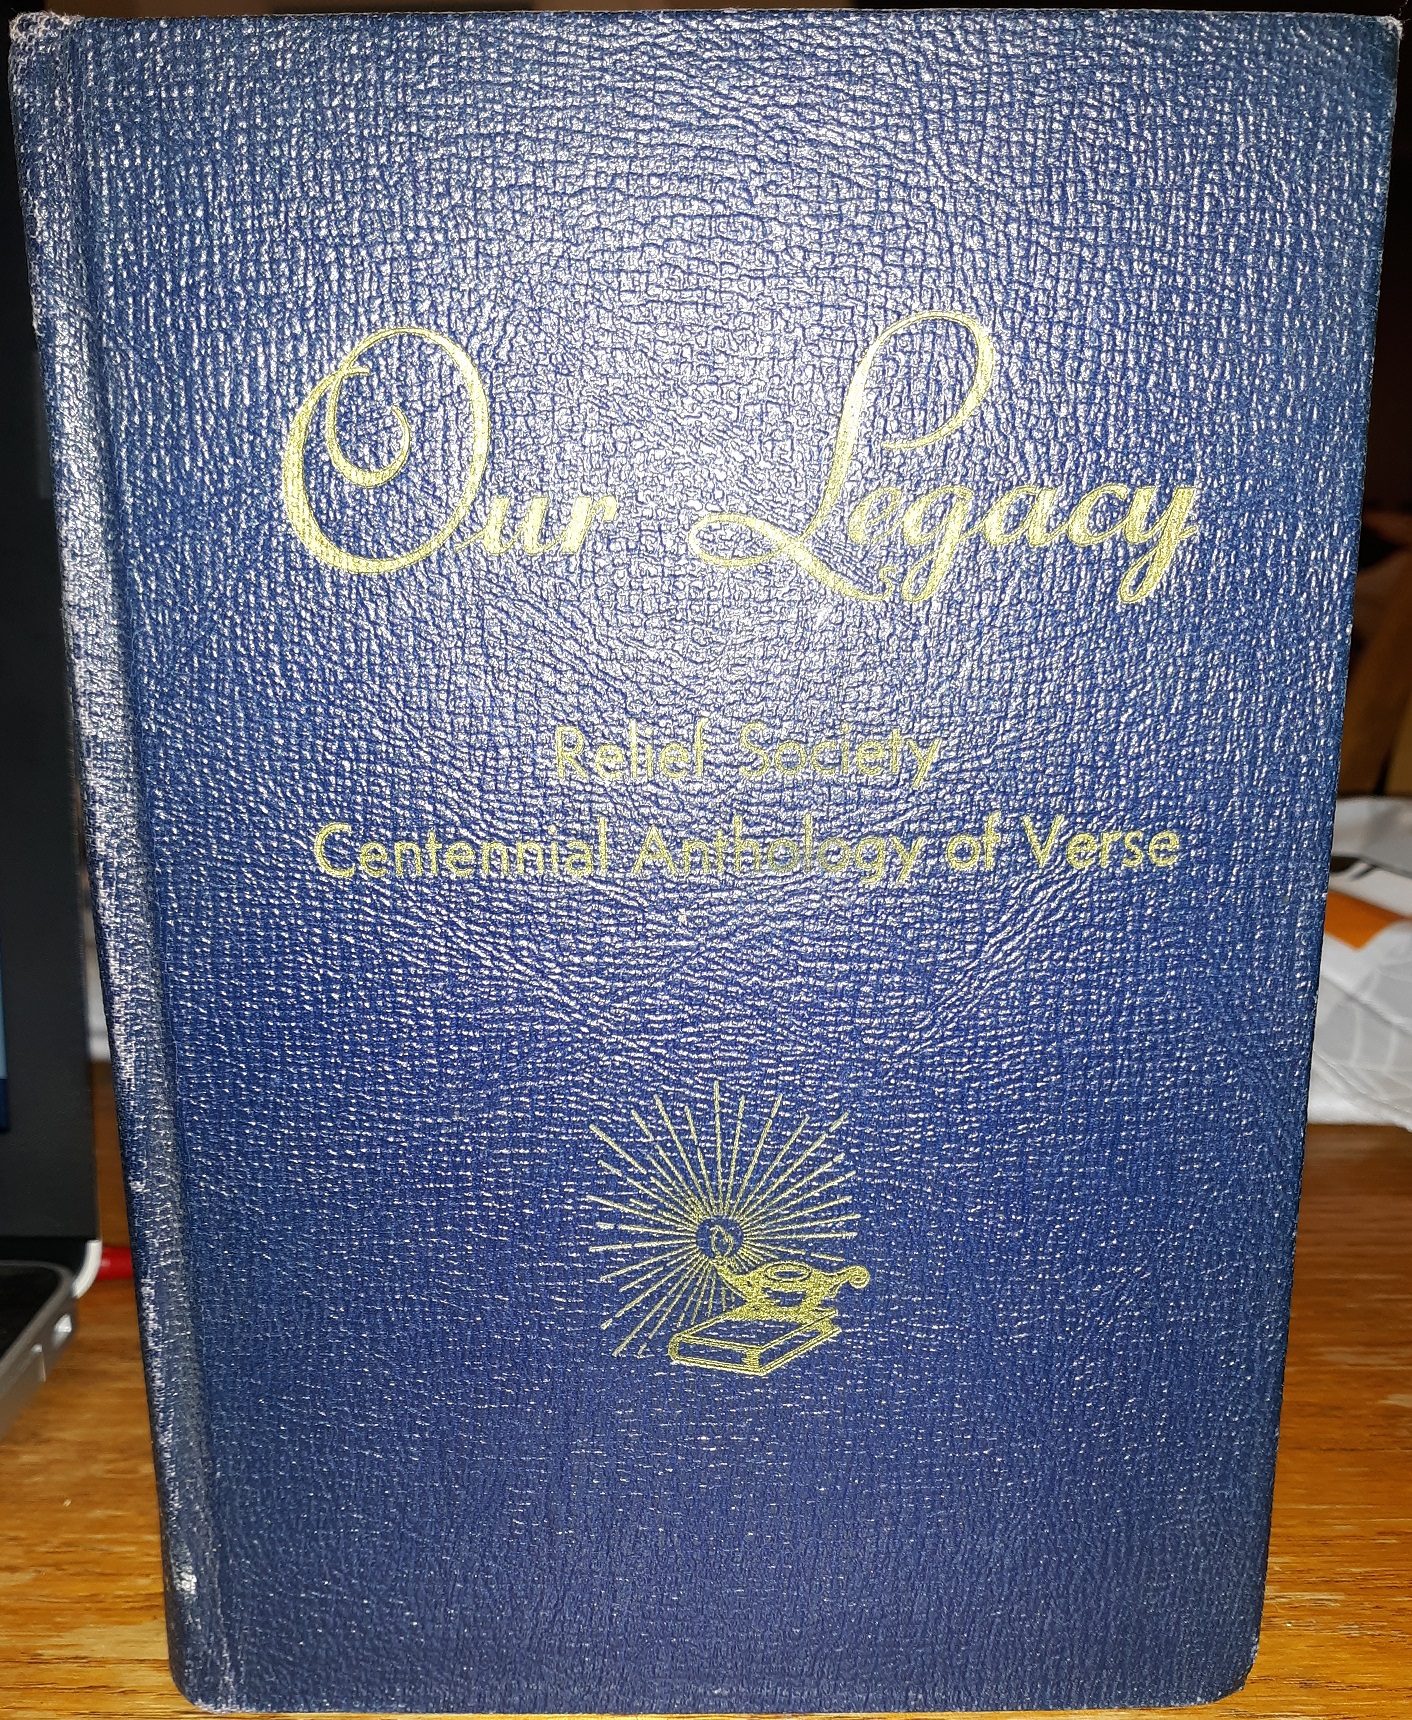 Our Legacy
Relief Society
Centennial Anthology of Verse